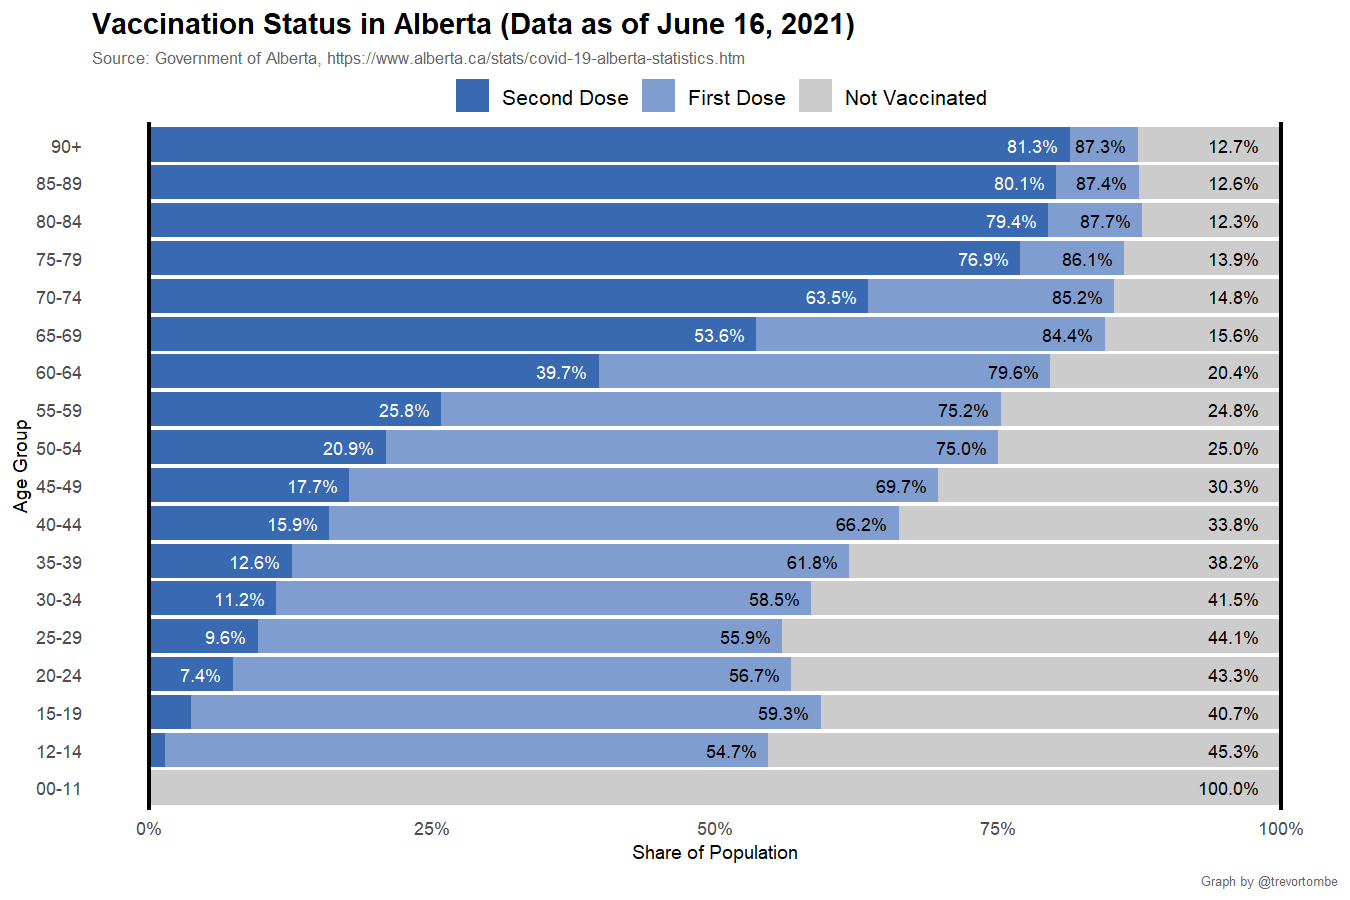 Vaccination Status in Alberta (Data as of June 16, 2021)
Source: Government of Alberta, https://www.alberta.ca/stats/covid-19-alberta-statistics.htm
Second Dose First Dose Not Vaccinated
Age Group
90+ 81.3% 87.3% 12.7%
85-89 80.1% 87.4% 12.6%
80-84 79.4% 87.7% 12.3%
75-79 76.9% 86.1% 13.9%
70-74 63.5% 85.2% 14.8%
65-69 53.6% 84.4% 15.6%
60-64 39.7% 79.6% 20.4%
55-59 25.8% 75.2% 24.8%
50-54 20.9% 75.0% 25.0%
45-49 17.7% 69.7% 30.3%
40-44 15.9% 66.2% 33.8%
35-39 12.6% 61.8% 38.2%
30-34 11.2% 58.5% 41.5%
25-29 9.6% 55.9% 44.1%
20-24 7.4% 56.7% 43.3%
15-19 59.3% 40.7%
12-14 54.7% 45.3%
00-11 100.0%
0% 25% 50% 75% 100%
Share of Population
Graph by @trevortombe